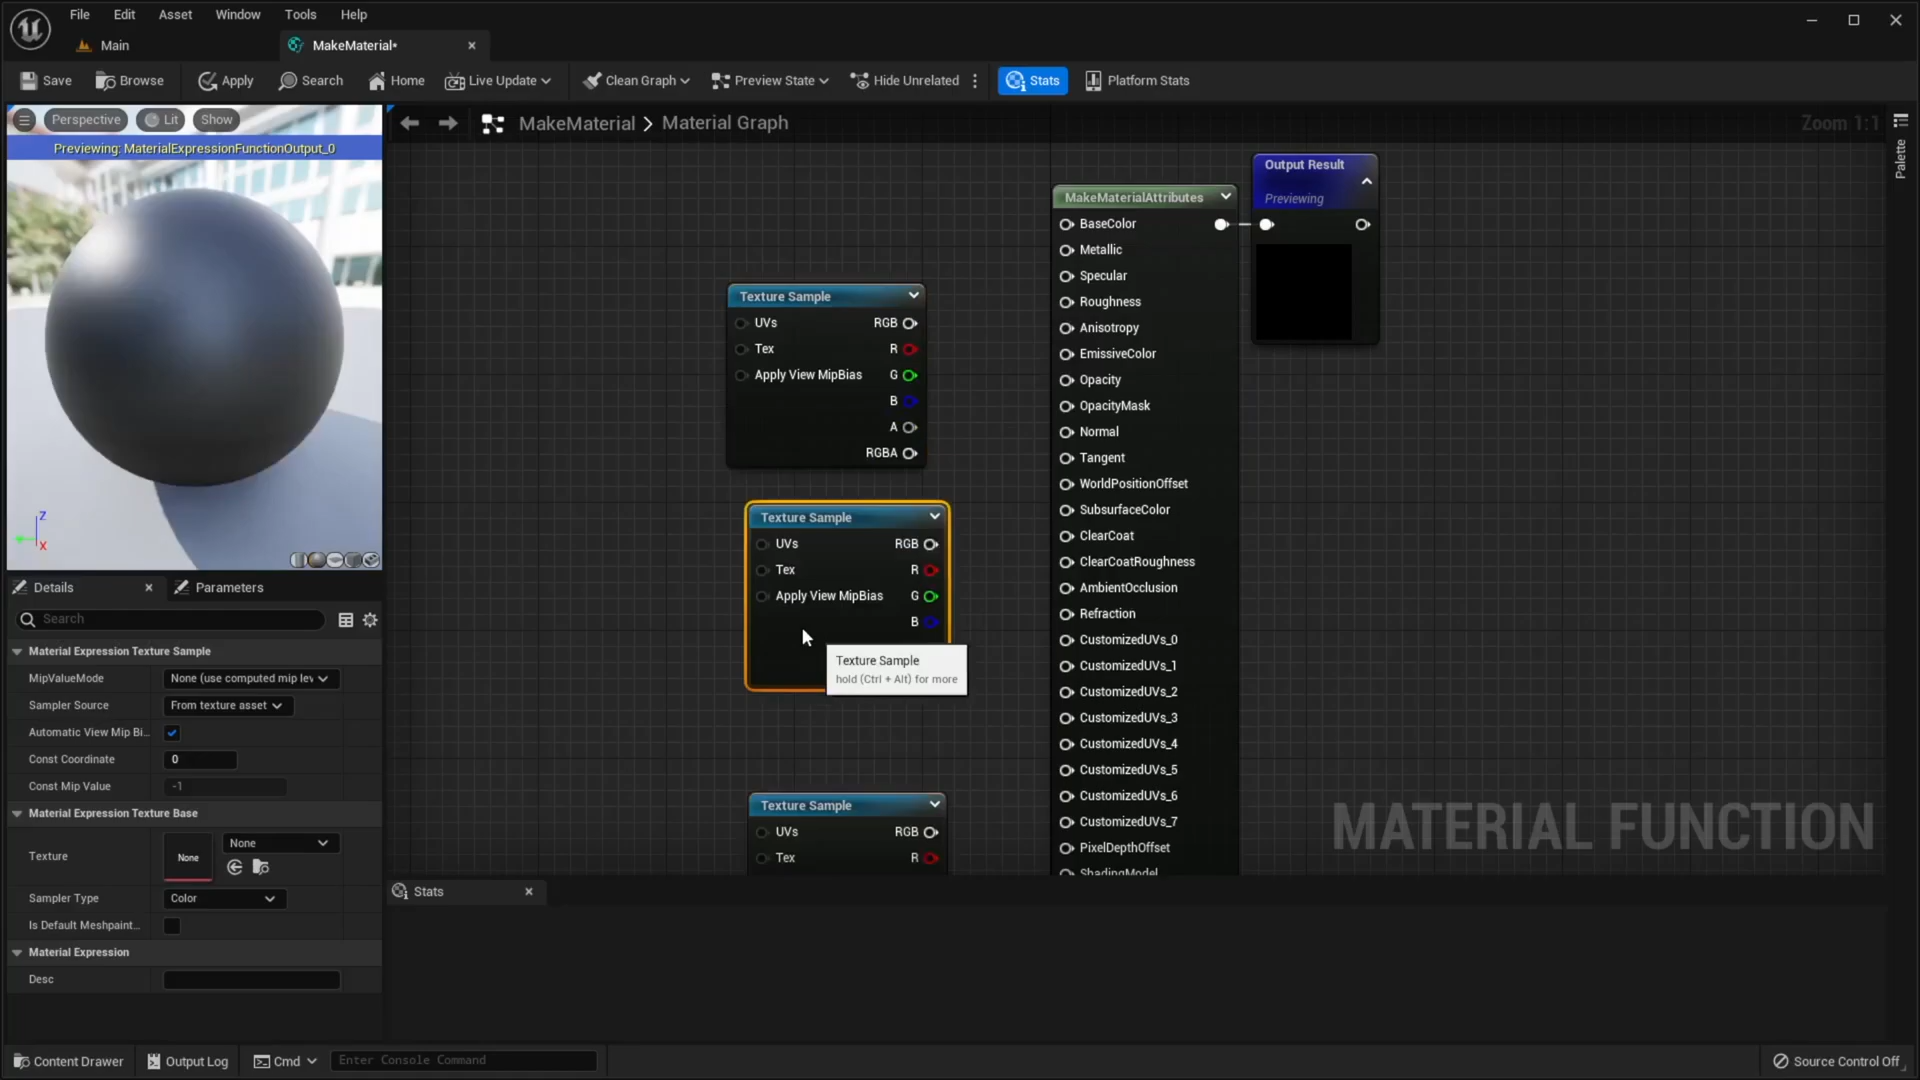 File Edit Asset Window Tools Help
Main
MakeMaterial*
Save Browse Apply Search Home Live Update Clean Graph Preview State Hide Unrelated Stats Platform Stats
Perspective Lit Show
Previewing: MaterialExpressionFunctionOutput_0
Z
X
MakeMaterial > Material Graph
Zoom 1:1
Palette
Output Result
Previewing
MakeMaterialAttributes
BaseColor
Metallic
Specular
Roughness
Anisotropy
EmissiveColor
Opacity
OpacityMask
Normal
Tangent
WorldPositionOffset
SubsurfaceColor
ClearCoat
ClearCoatRoughness
AmbientOcclusion
Refraction
CustomizedUVs_0
CustomizedUVs_1
CustomizedUVs_2
CustomizedUVs_3
CustomizedUVs_4
CustomizedUVs_5
CustomizedUVs_6
CustomizedUVs_7
PixelDepthOffset
ShadingModel
Texture Sample
UVs RGB
Tex R
Apply View MipBias G
B
A
RGBA
Texture Sample
UVs RGB
Tex R
Apply View MipBias G
B
Texture Sample
hold (Ctrl + Alt) for more
Texture Sample
UVs RGB
Tex R
MATERIAL FUNCTION
Details Parameters
Search
Material Expression Texture Sample
MipValueMode None (use computed mip lev
Sampler Source From texture asset
Automatic View Mip Bi...
Const Coordinate 0
Const Mip Value -1
Material Expression Texture Base
Texture None None
Sampler Type Color
Is Default Meshpaint...
Material Expression
Desc
Stats
Content Drawer Output Log Cmd Enter Console Command
Source Control Off